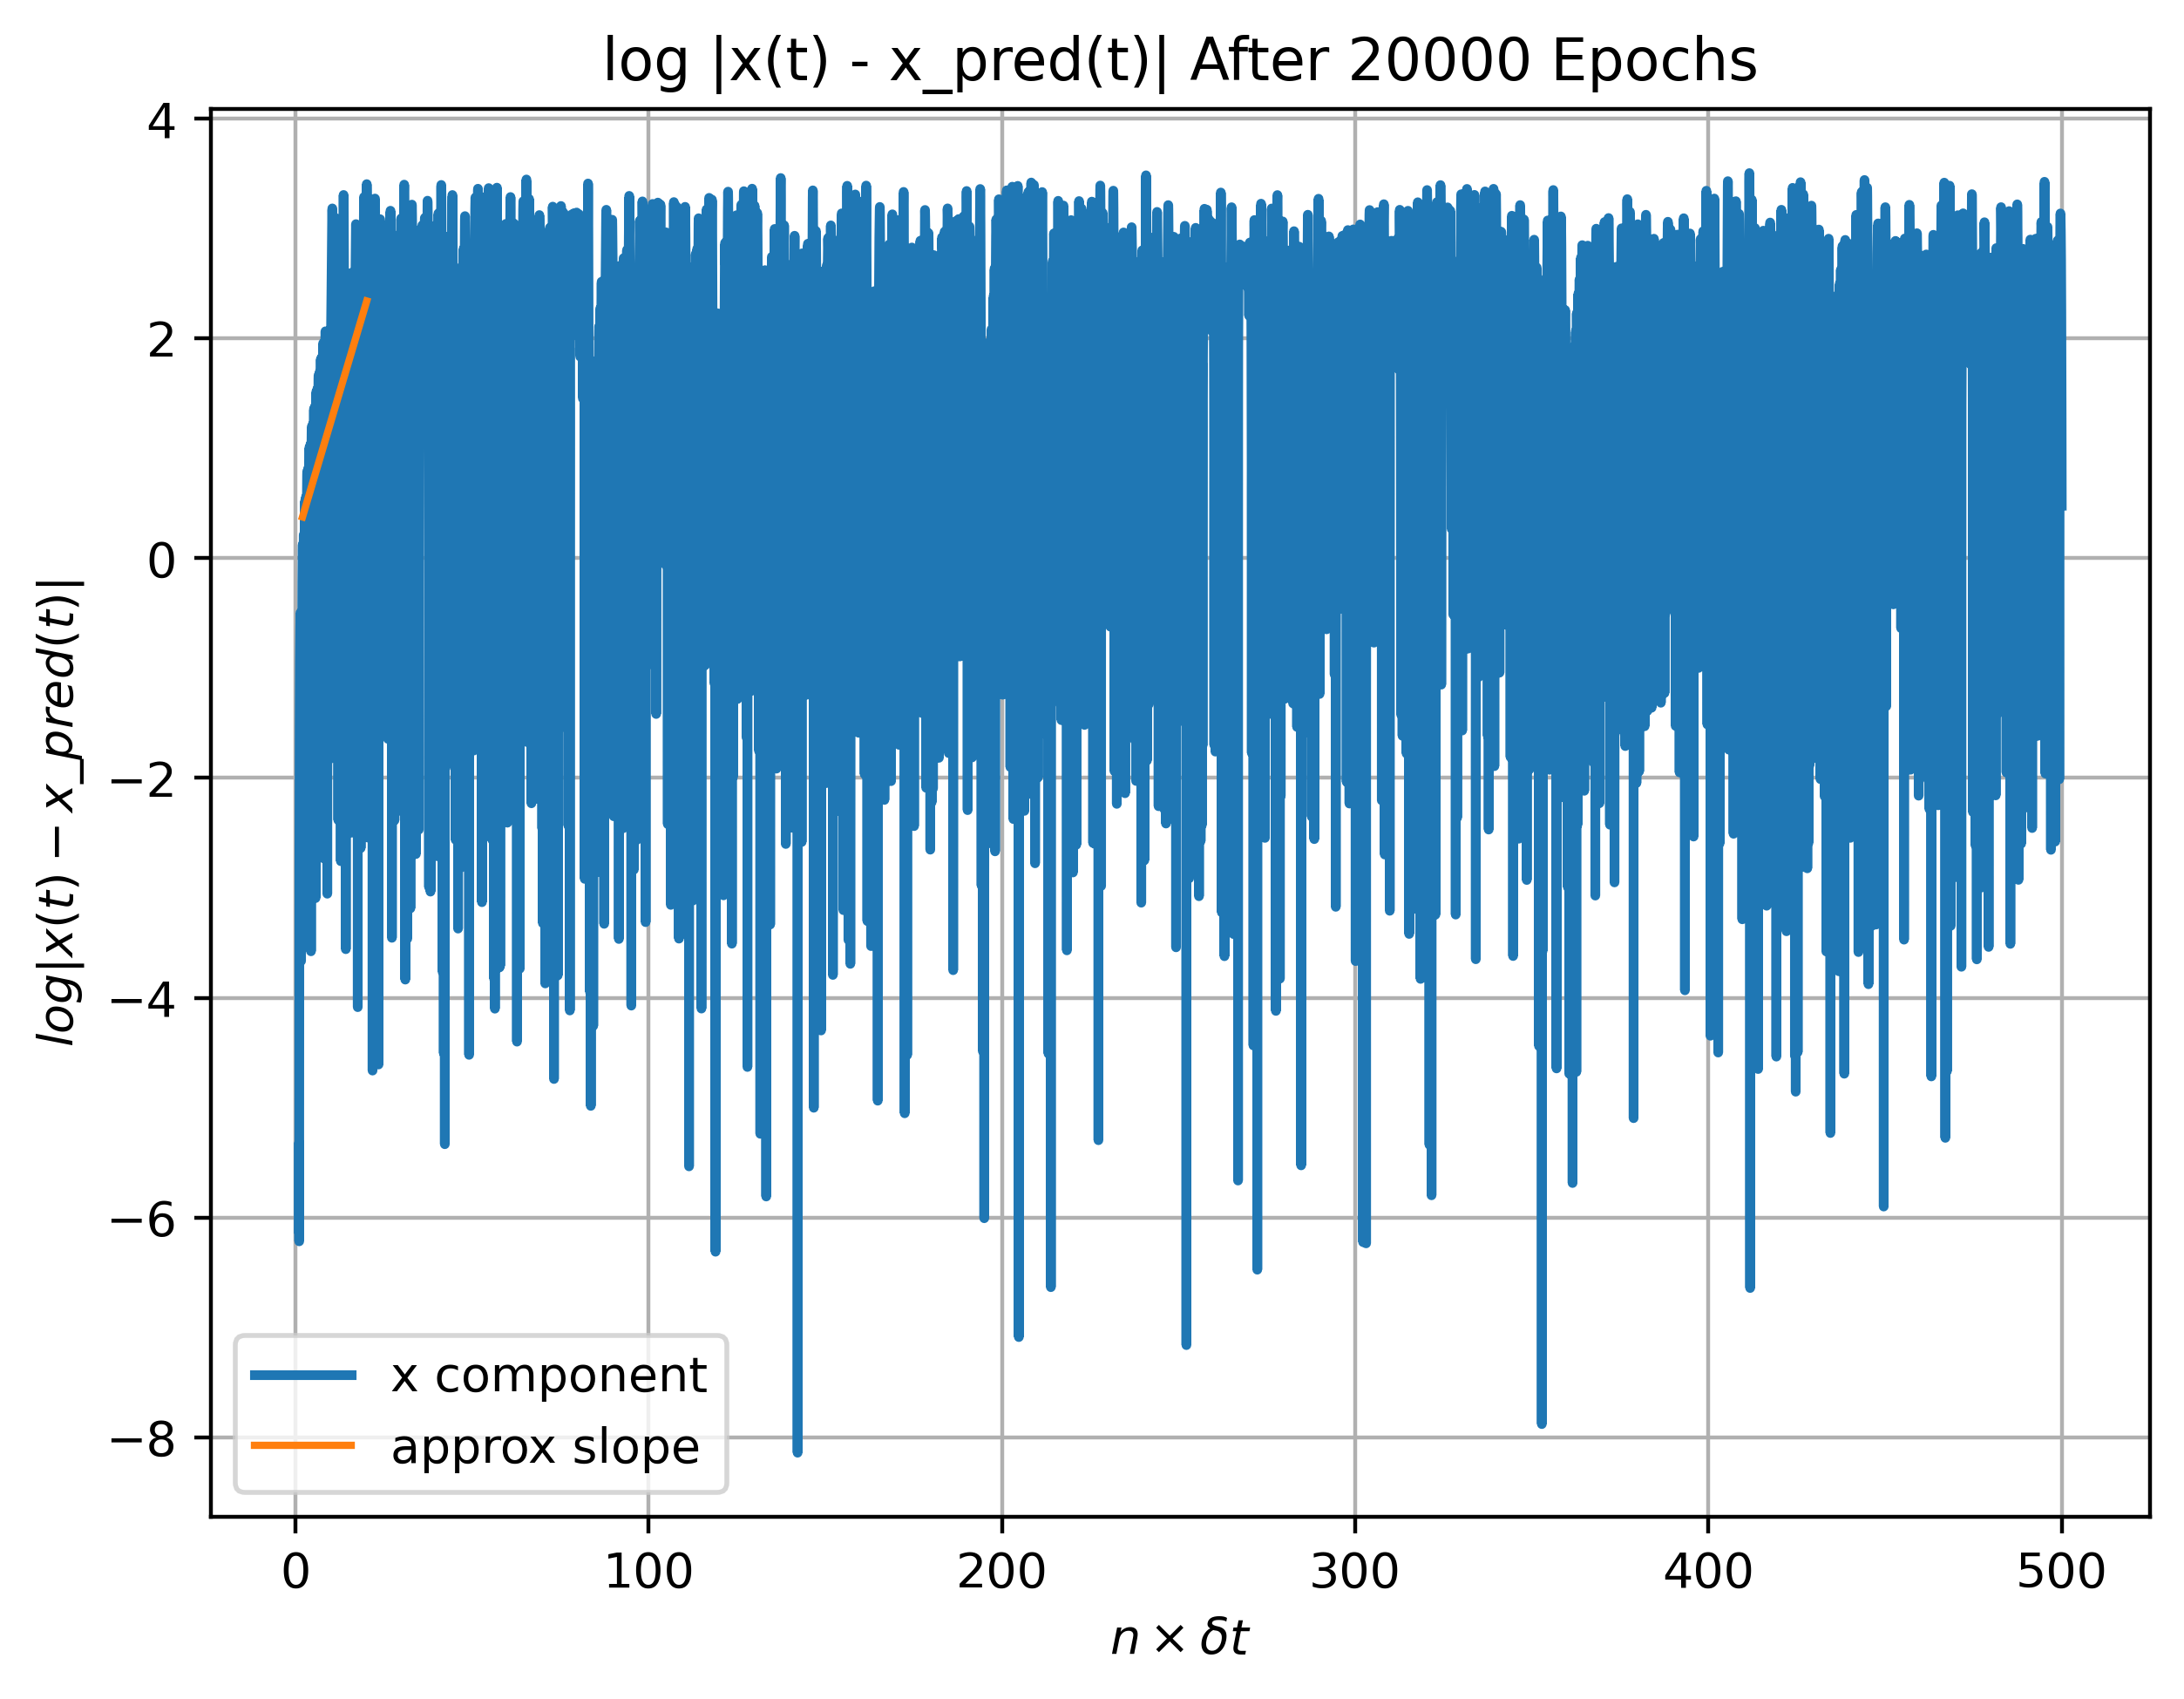 log |x(t) - x_pred(t)| After 20000 Epochs
4
2
0
−2
−4
−6
−8
log|x(t) − x_pred(t)|
x component
approx slope
0 100 200 300 400 500
n × δt